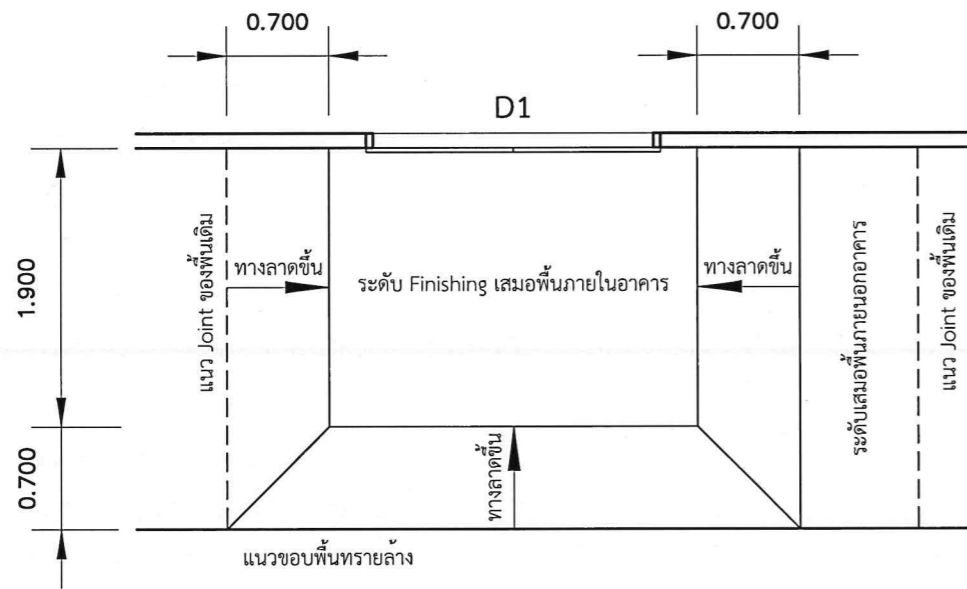 0.700
0.700
D1
1.900
0.700
แนว Joint ของพื้นเดิม
ทางลาดขึ้น
ระดับ Finishing เสมอพื้นภายในอาคาร
ทางลาดขึ้น
ระดับเสมอพื้นภายนอกอาคาร
แนว Joint ของพื้นเดิม
ทางลาดขึ้น
แนวขอบพื้นทรายล้าง